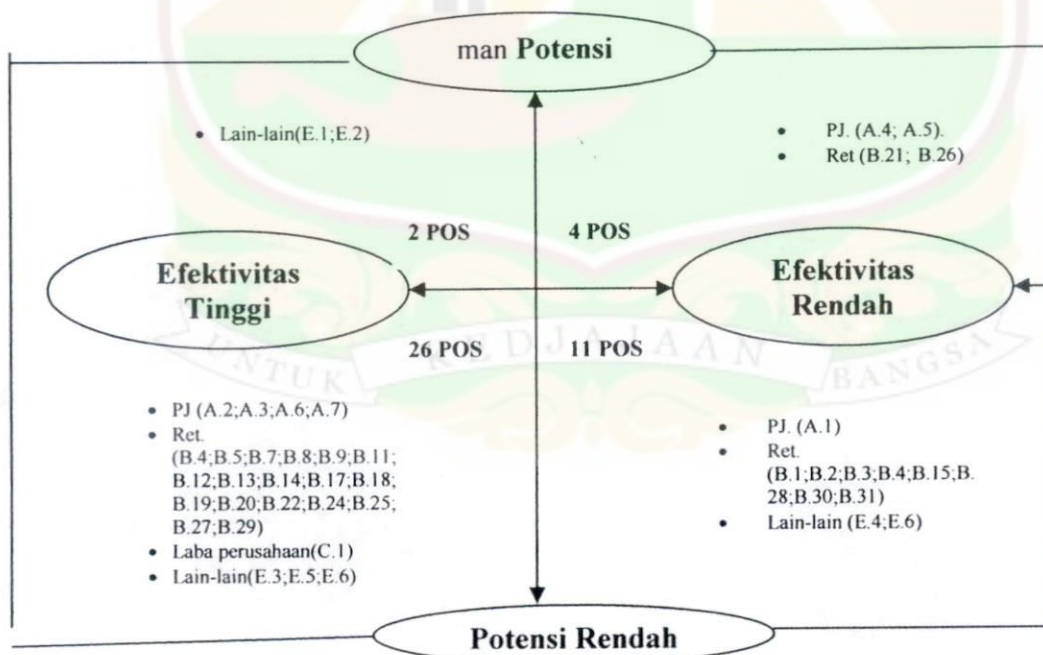 man Potensi
• Lain-lain(E.1;E.2)
• PJ. (A.4; A.5).
• Ret (B.21; B.26)
2 POS
4 POS
Efektivitas
Tinggi
Efektivitas
Rendah
UNTUK KEDJAJAAN BANGSA
26 POS
11 POS
• PJ (A.2;A.3;A.6;A.7)
• Ret.
(B.4;B.5;B.7;B.8;B.9;B.11;
B.12;B.13;B.14;B.17;B.18;
B.19;B.20;B.22;B.24;B.25;
B.27;B.29)
• Laba perusahaan(C.1)
• Lain-lain(E.3;E.5;E.6)
• PJ. (A.1)
• Ret.
(B.1;B.2;B.3;B.4;B.15;B.
28;B.30;B.31)
• Lain-lain (E.4;E.6)
Potensi Rendah